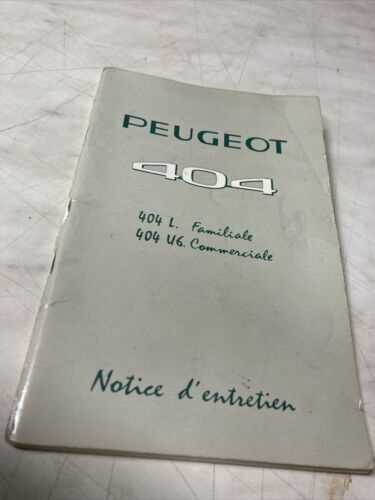 PEUGEOT
404
404 L. Familiale
404 U6. Commerciale
Notice d'entretien